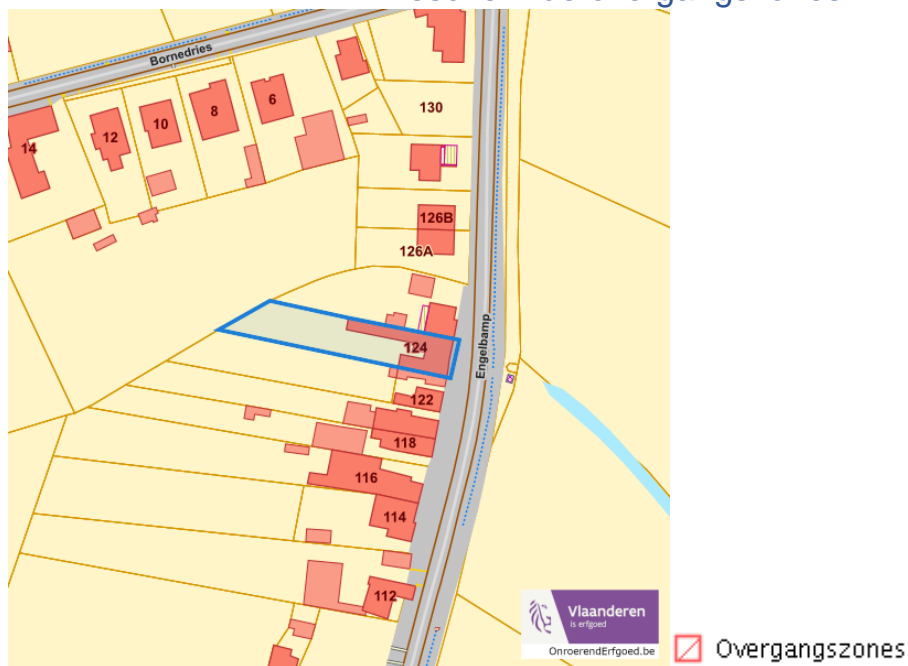 overgangszones
Bornedries
130
6
8
10
12
14
126B
126A
124
Engelbamp
122
118
116
114
112
Vlaanderen
is erfgoed
OnroerendErfgoed.be
Overgangszones